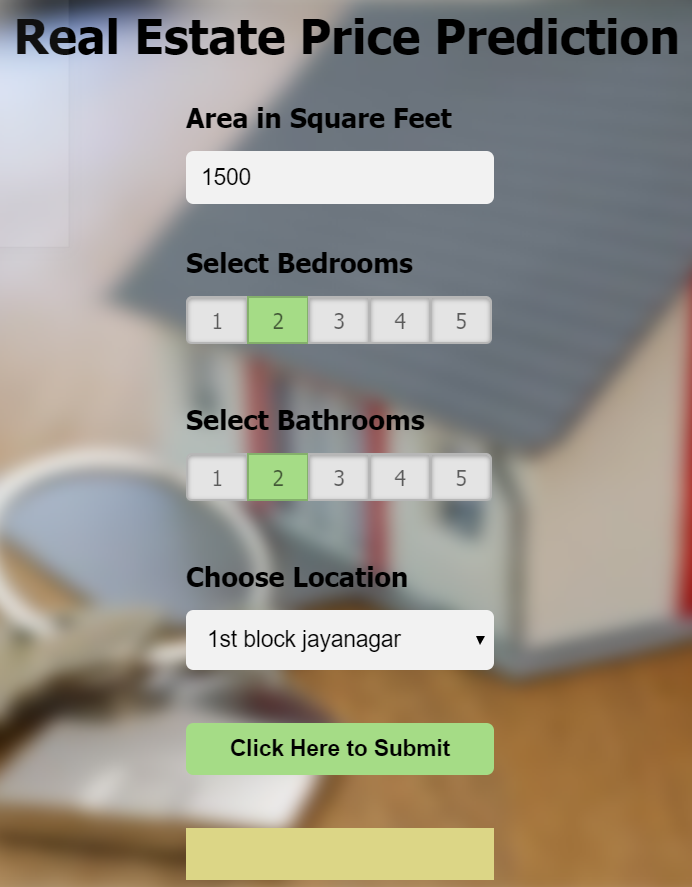 Real Estate Price Prediction
Area in Square Feet
1500
Select Bedrooms
1 2 3 4 5
Select Bathrooms
1 2 3 4 5
Choose Location
1st block jayanagar
Click Here to Submit